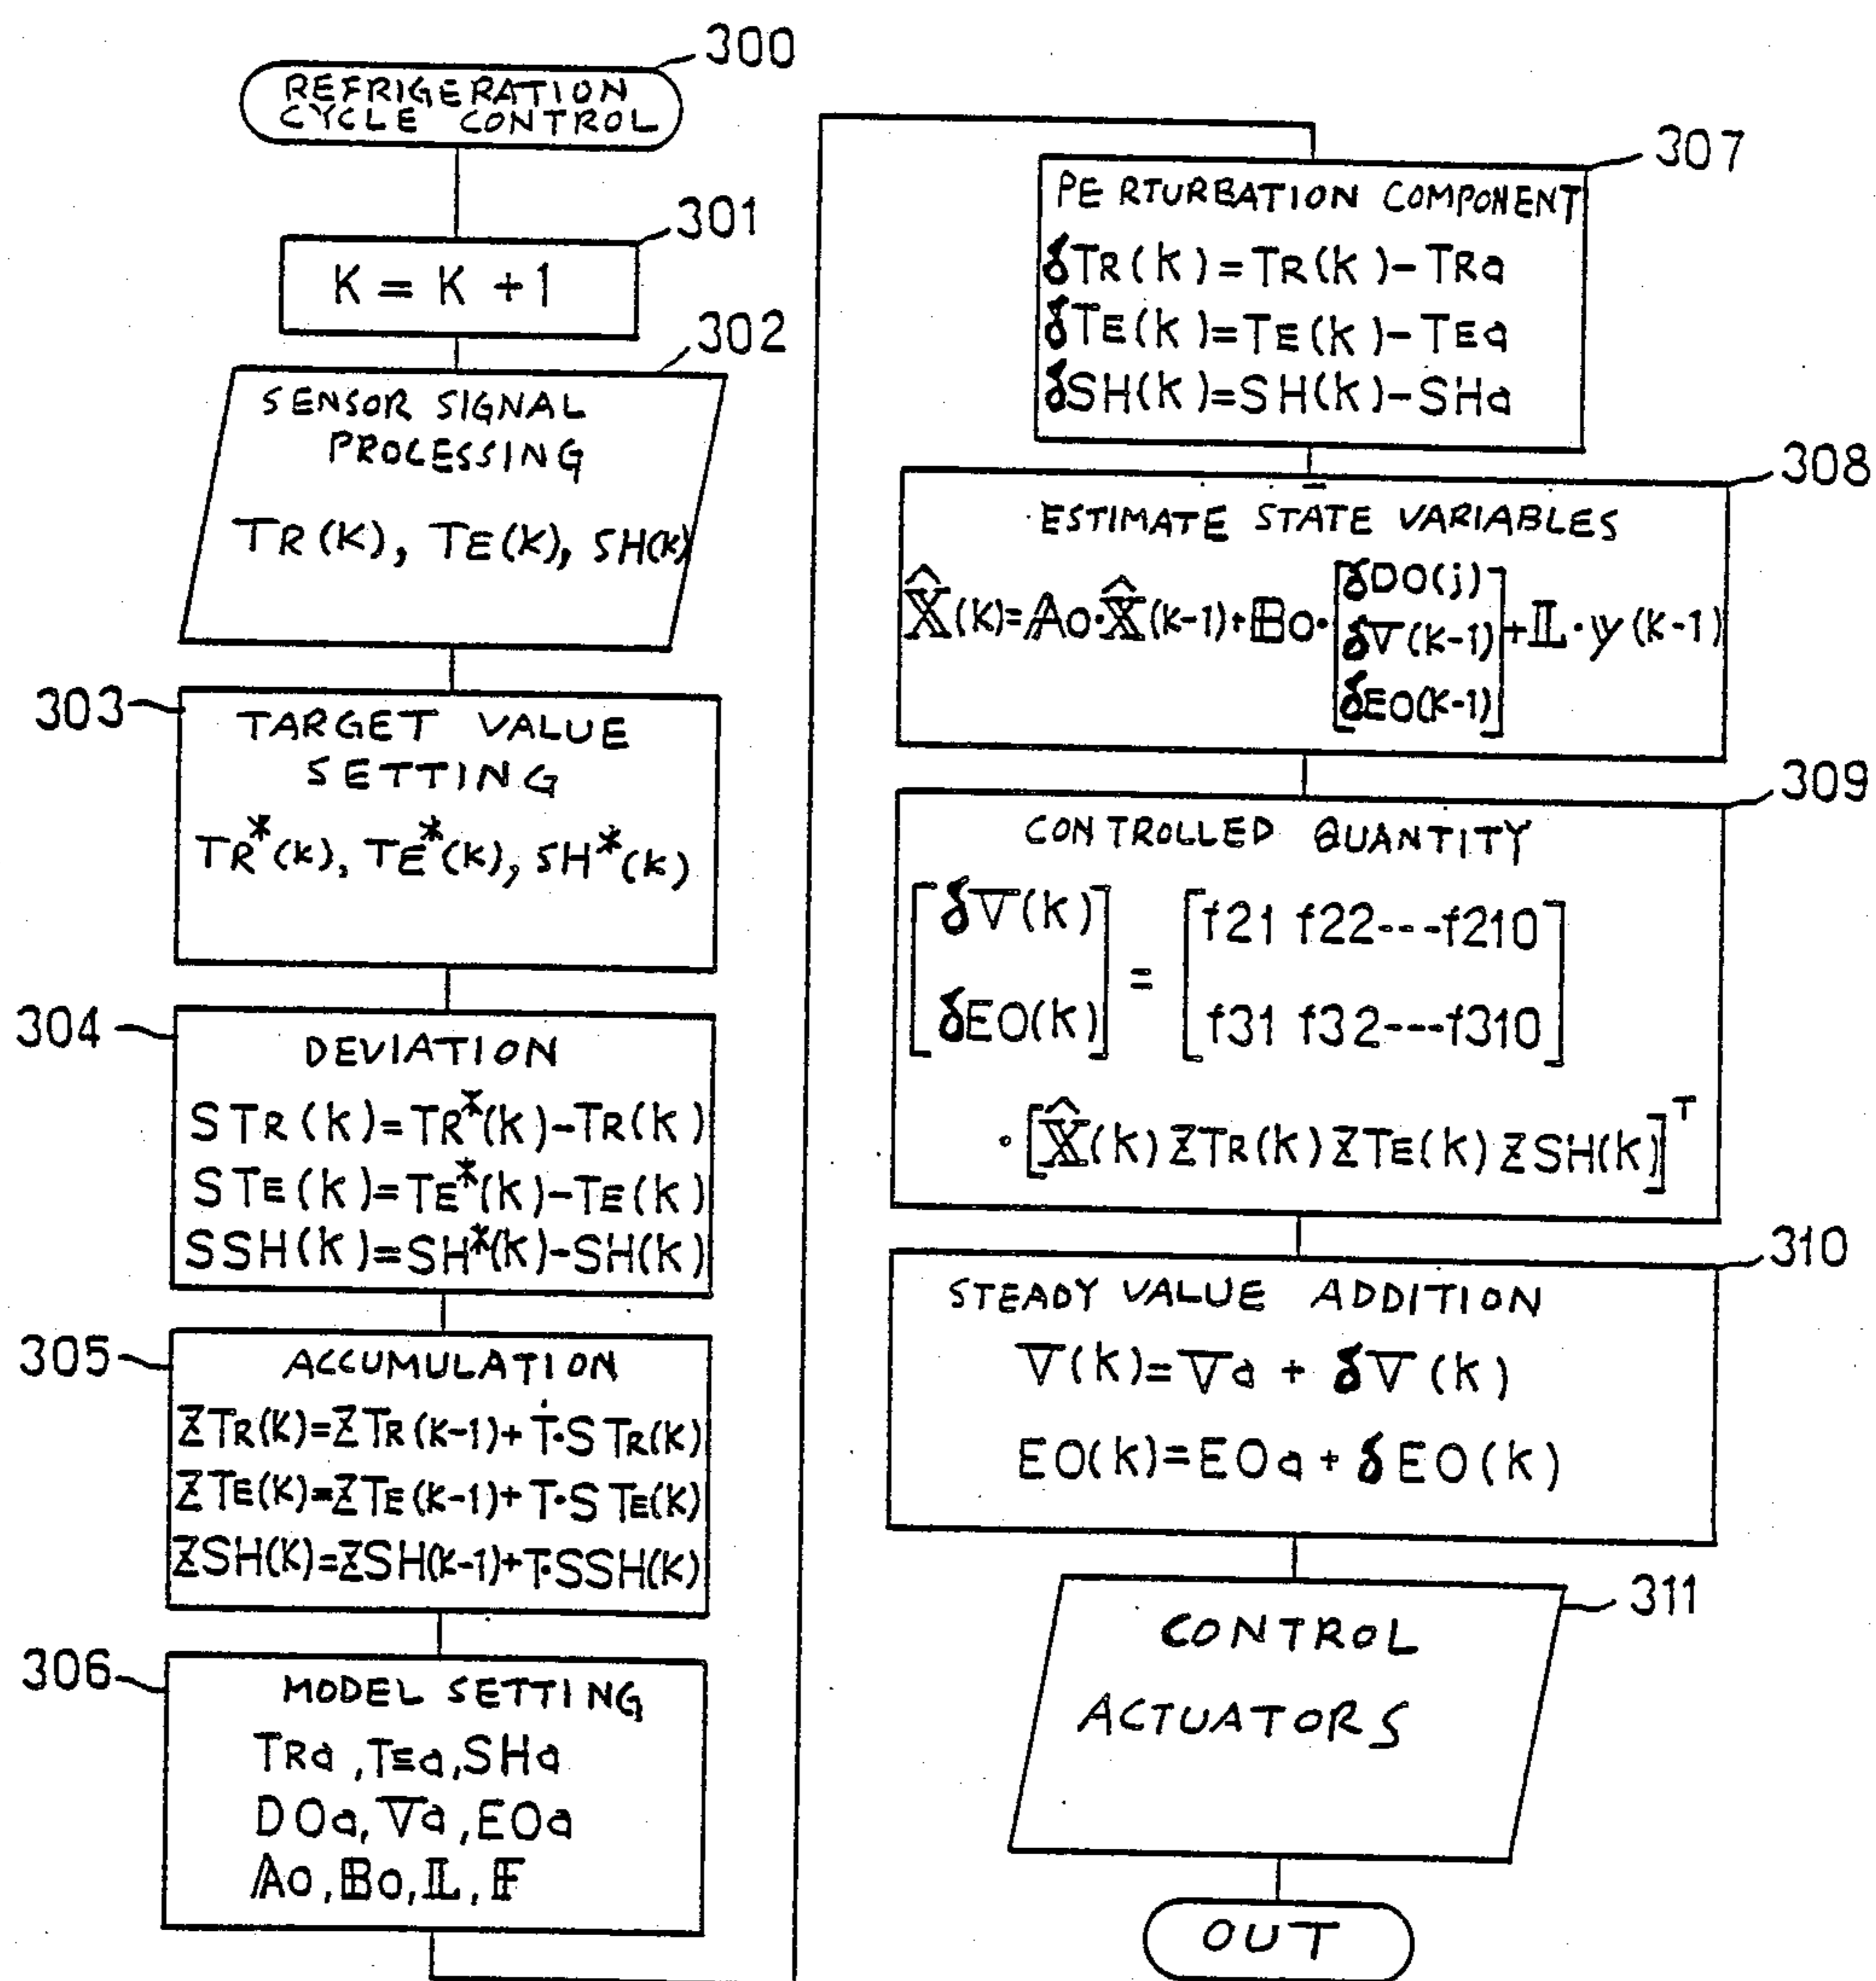 300
REFRIGERATION
CYCLE CONTROL
301
K = K +1
302
SENSOR SIGNAL
PROCESSING
TR(K), TE(K), SH(K)
303
TARGET VALUE
SETTING
TR*(K), TE*(K), SH*(K)
304
DEVIATION
STR(K)=TR*(K)-TR(K)
STE(K)=TE*(K)-TE(K)
SSH(K)=SH*(K)-SH(K)
305
ACCUMULATION
ZTR(K)=ZTR(K-1)+T·STR(K)
ZTE(K)=ZTE(K-1)+T·STE(K)
ZSH(K)=ZSH(K-1)+T·SSH(K)
306
MODEL SETTING
TRa, TEa, SHa
DOa, Va, EOa
𝔸o, 𝔹o, 𝕃, 𝔽
307
PERTURBATION COMPONENT
δTR(K)=TR(K)-TRa
δTE(K)=TE(K)-TEa
δSH(K)=SH(K)-SHa
308
ESTIMATE STATE VARIABLES
𝕏̂(K)=𝔸o·𝕏̂(K-1)+𝔹o·[δDO(j)
δV(K-1)
δEO(K-1)]+𝕃·y(K-1)
309
CONTROLLED QUANTITY
[δV(K)] = [f21 f22---f210]
[δEO(K)] [f31 f32---f310]
·[𝕏̂(K) ZTR(K) ZTE(K) ZSH(K)]T
310
STEADY VALUE ADDITION
V(K)=Va + δV(K)
EO(K)=EOa + δEO(K)
311
CONTROL
ACTUATORS
OUT